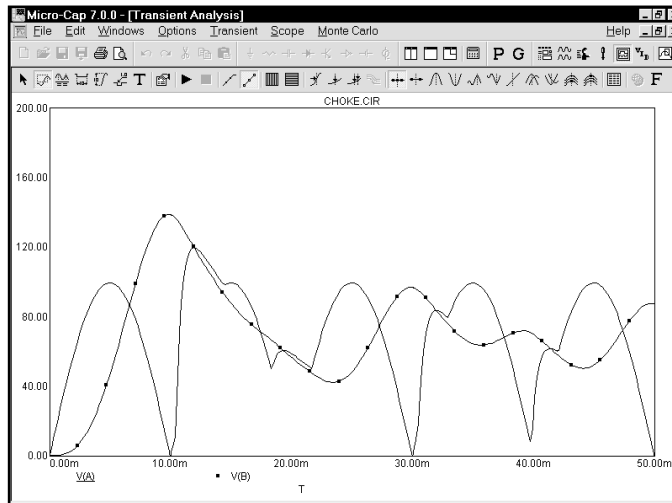 Micro-Cap 7.0.0 - [Transient Analysis]
File Edit Windows Options Transient Scope Monte Carlo Help
T P G F
CHOKE.CIR
200.00
160.00
120.00
80.00
40.00
0.00
0.00m 10.00m 20.00m 30.00m 40.00m 50.00m
V(A) V(B)
T